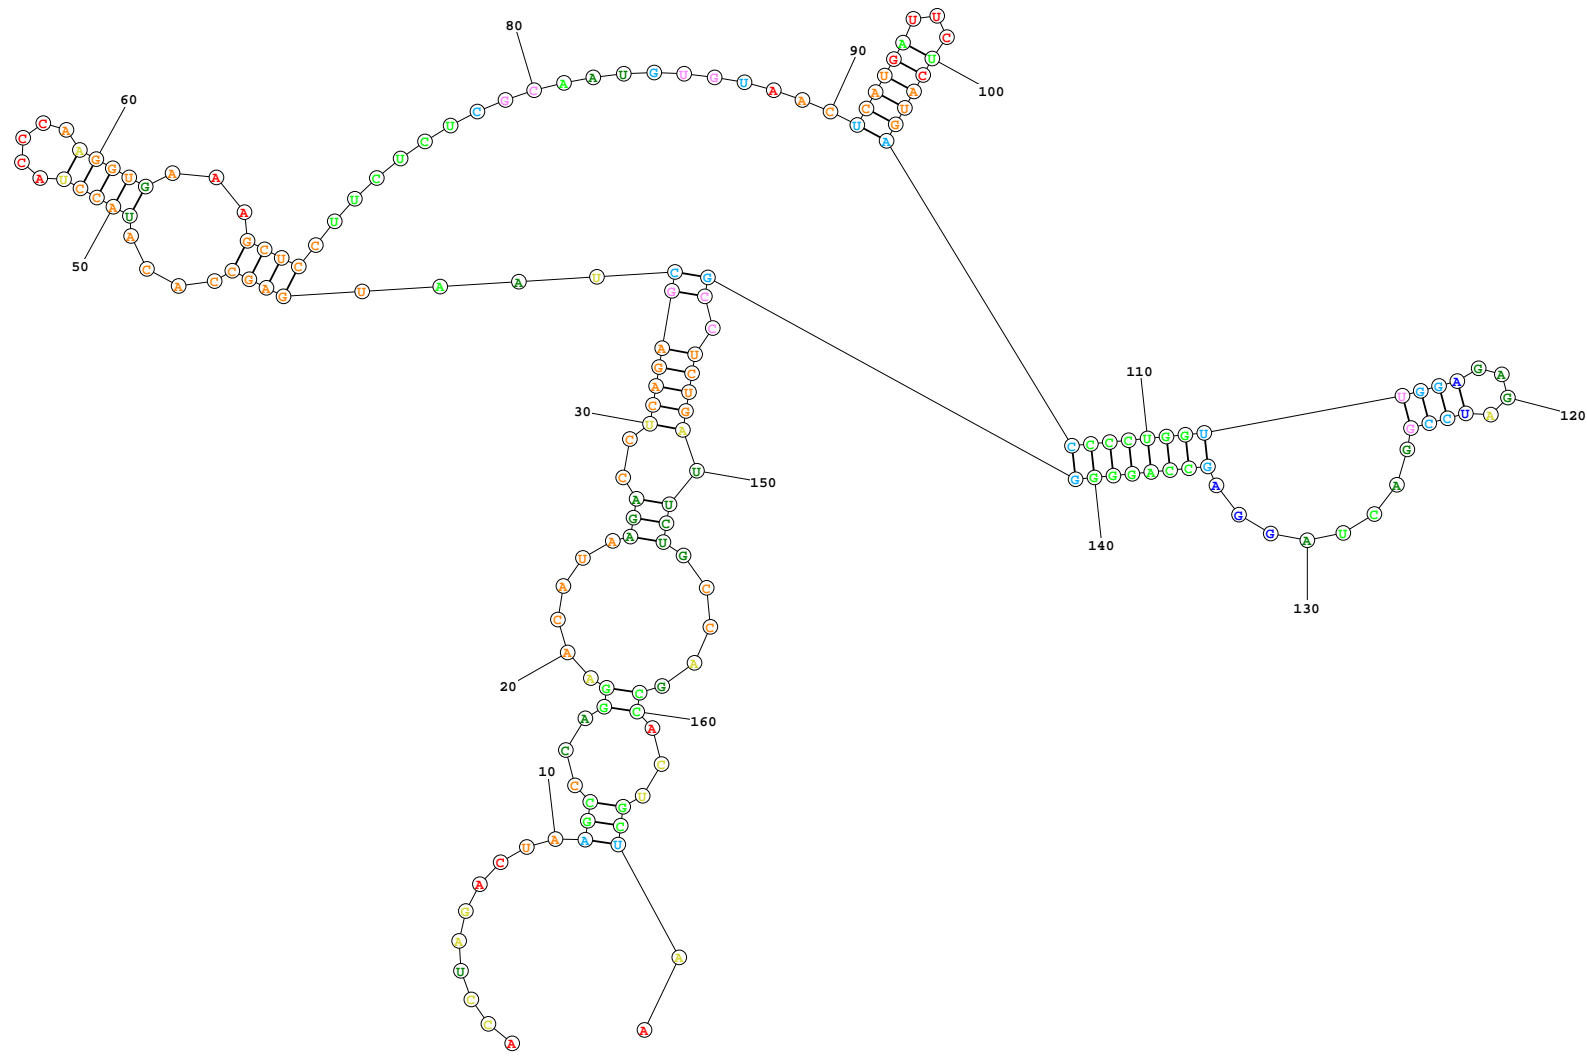 A C C U A G A C U A
10
A G C C C A G G A A
20
C A U A A G A C C U
30
C A G A G C U A A U
G A G C C A C A U A
50
C C U A C C C A A G
60
G U G A A A G C U C
C U U C U C U C G C
80
A A U G U G U A A C
90
U C A U G A U U C U
100
C A U G A C C C C U
110
G G U U G G A G A G
120
A U C C G G A C U A
130
G G A G C C A G G G
140
G G C C U C U G A U
150
U C U G C C A G C C
160
A C U G C U A A